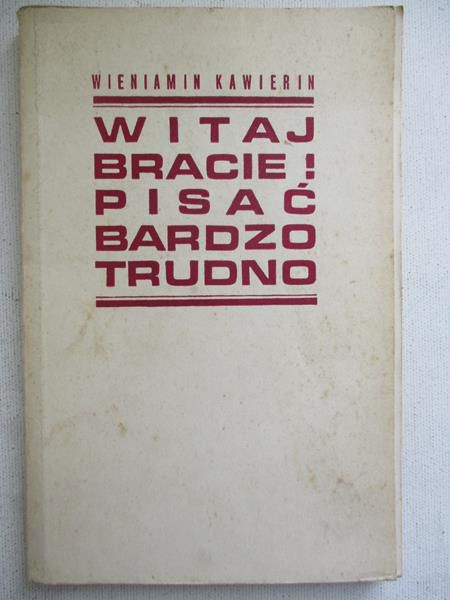 WIENIAMIN KAWIERIN
WITAJ
BRACIE!
PISAĆ
BARDZO
TRUDNO